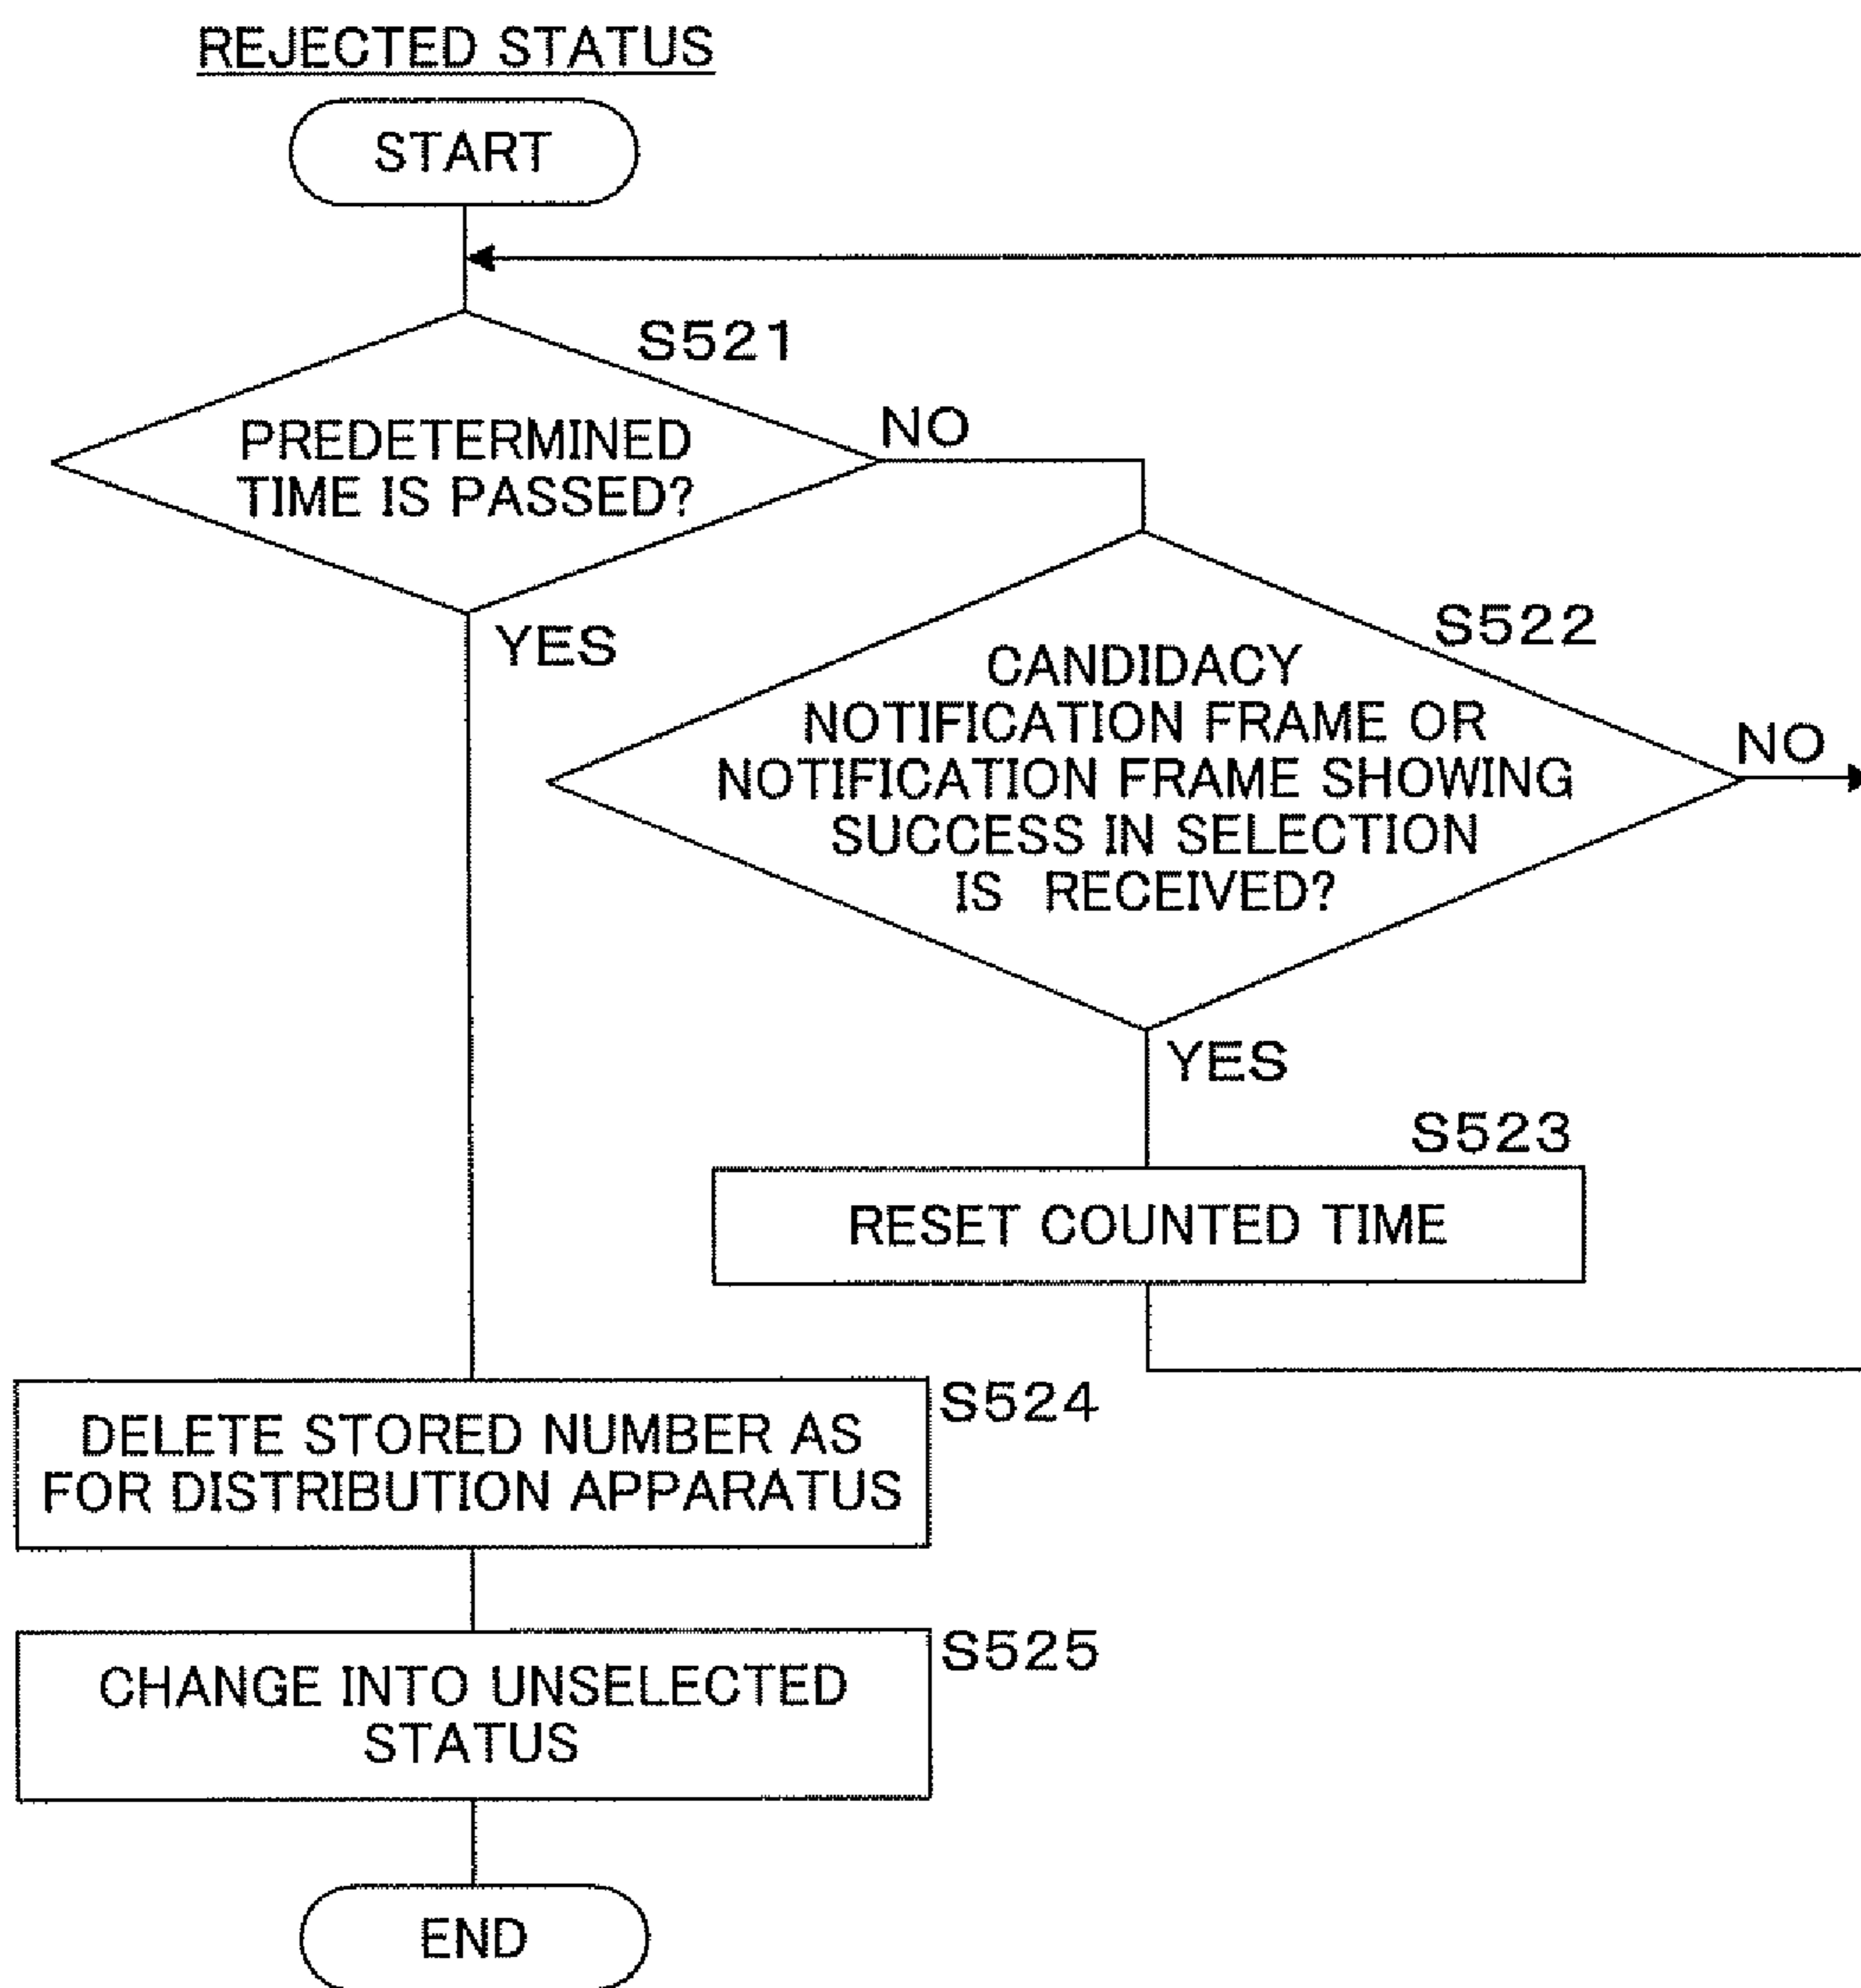 REJECTED STATUS
START
S521
PREDETERMINED
TIME IS PASSED?
NO
YES
S522
CANDIDACY
NOTIFICATION FRAME OR
NOTIFICATION FRAME SHOWING
SUCCESS IN SELECTION
IS RECEIVED?
NO
YES
S523
RESET COUNTED TIME
S524
DELETE STORED NUMBER AS
FOR DISTRIBUTION APPARATUS
S525
CHANGE INTO UNSELECTED
STATUS
END